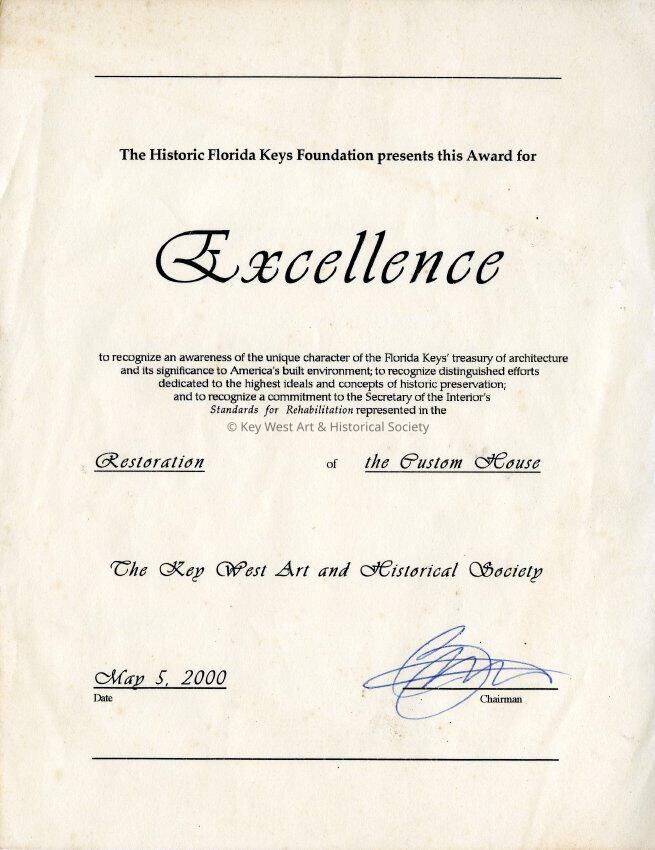 The Historic Florida Keys Foundation presents this Award for
Excellence
to recognize an awareness of the unique character of the Florida Keys' treasury of architecture
and its significance to America's built environment; to recognize distinguished efforts
dedicated to the highest ideals and concepts of historic preservation;
and to recognize a commitment to the Secretary of the Interior's
Standards for Rehabilitation represented in the
© Key West Art & Historical Society
Restoration of the Custom House
The Key West Art and Historical Society
May 5, 2000
Date Chairman